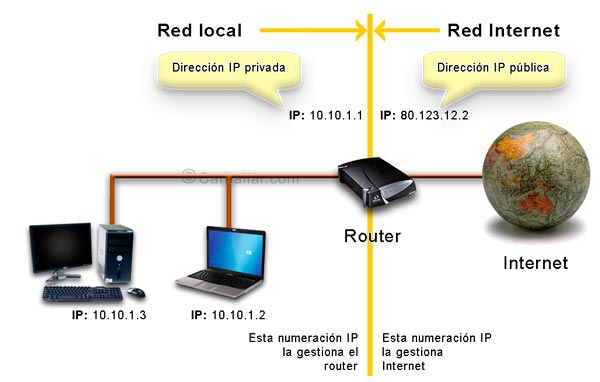 Red local
Red Internet
Dirección IP privada
Dirección IP pública
IP: 10.10.1.1
IP: 80.123.12.2
Router
Internet
IP: 10.10.1.3
IP: 10.10.1.2
Esta numeración IP
la gestiona el
router
Esta numeración IP
la gestiona
Internet